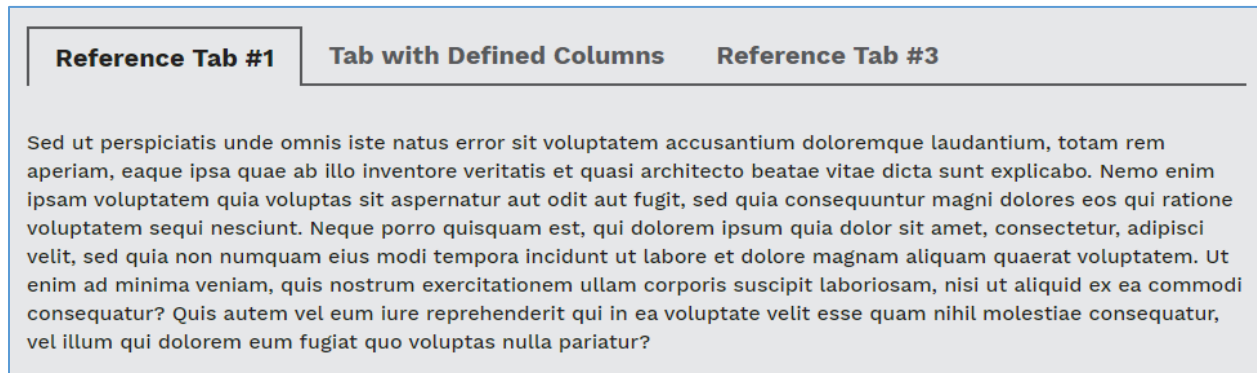 Reference Tab #1 Tab with Defined Columns Reference Tab #3
Sed ut perspiciatis unde omnis iste natus error sit voluptatem accusantium doloremque laudantium, totam rem
aperiam, eaque ipsa quae ab illo inventore veritatis et quasi architecto beatae vitae dicta sunt explicabo. Nemo enim
ipsam voluptatem quia voluptas sit aspernatur aut odit aut fugit, sed quia consequuntur magni dolores eos qui ratione
voluptatem sequi nesciunt. Neque porro quisquam est, qui dolorem ipsum quia dolor sit amet, consectetur, adipisci
velit, sed quia non numquam eius modi tempora incidunt ut labore et dolore magnam aliquam quaerat voluptatem. Ut
enim ad minima veniam, quis nostrum exercitationem ullam corporis suscipit laboriosam, nisi ut aliquid ex ea commodi
consequatur? Quis autem vel eum iure reprehenderit qui in ea voluptate velit esse quam nihil molestiae consequatur,
vel illum qui dolorem eum fugiat quo voluptas nulla pariatur?